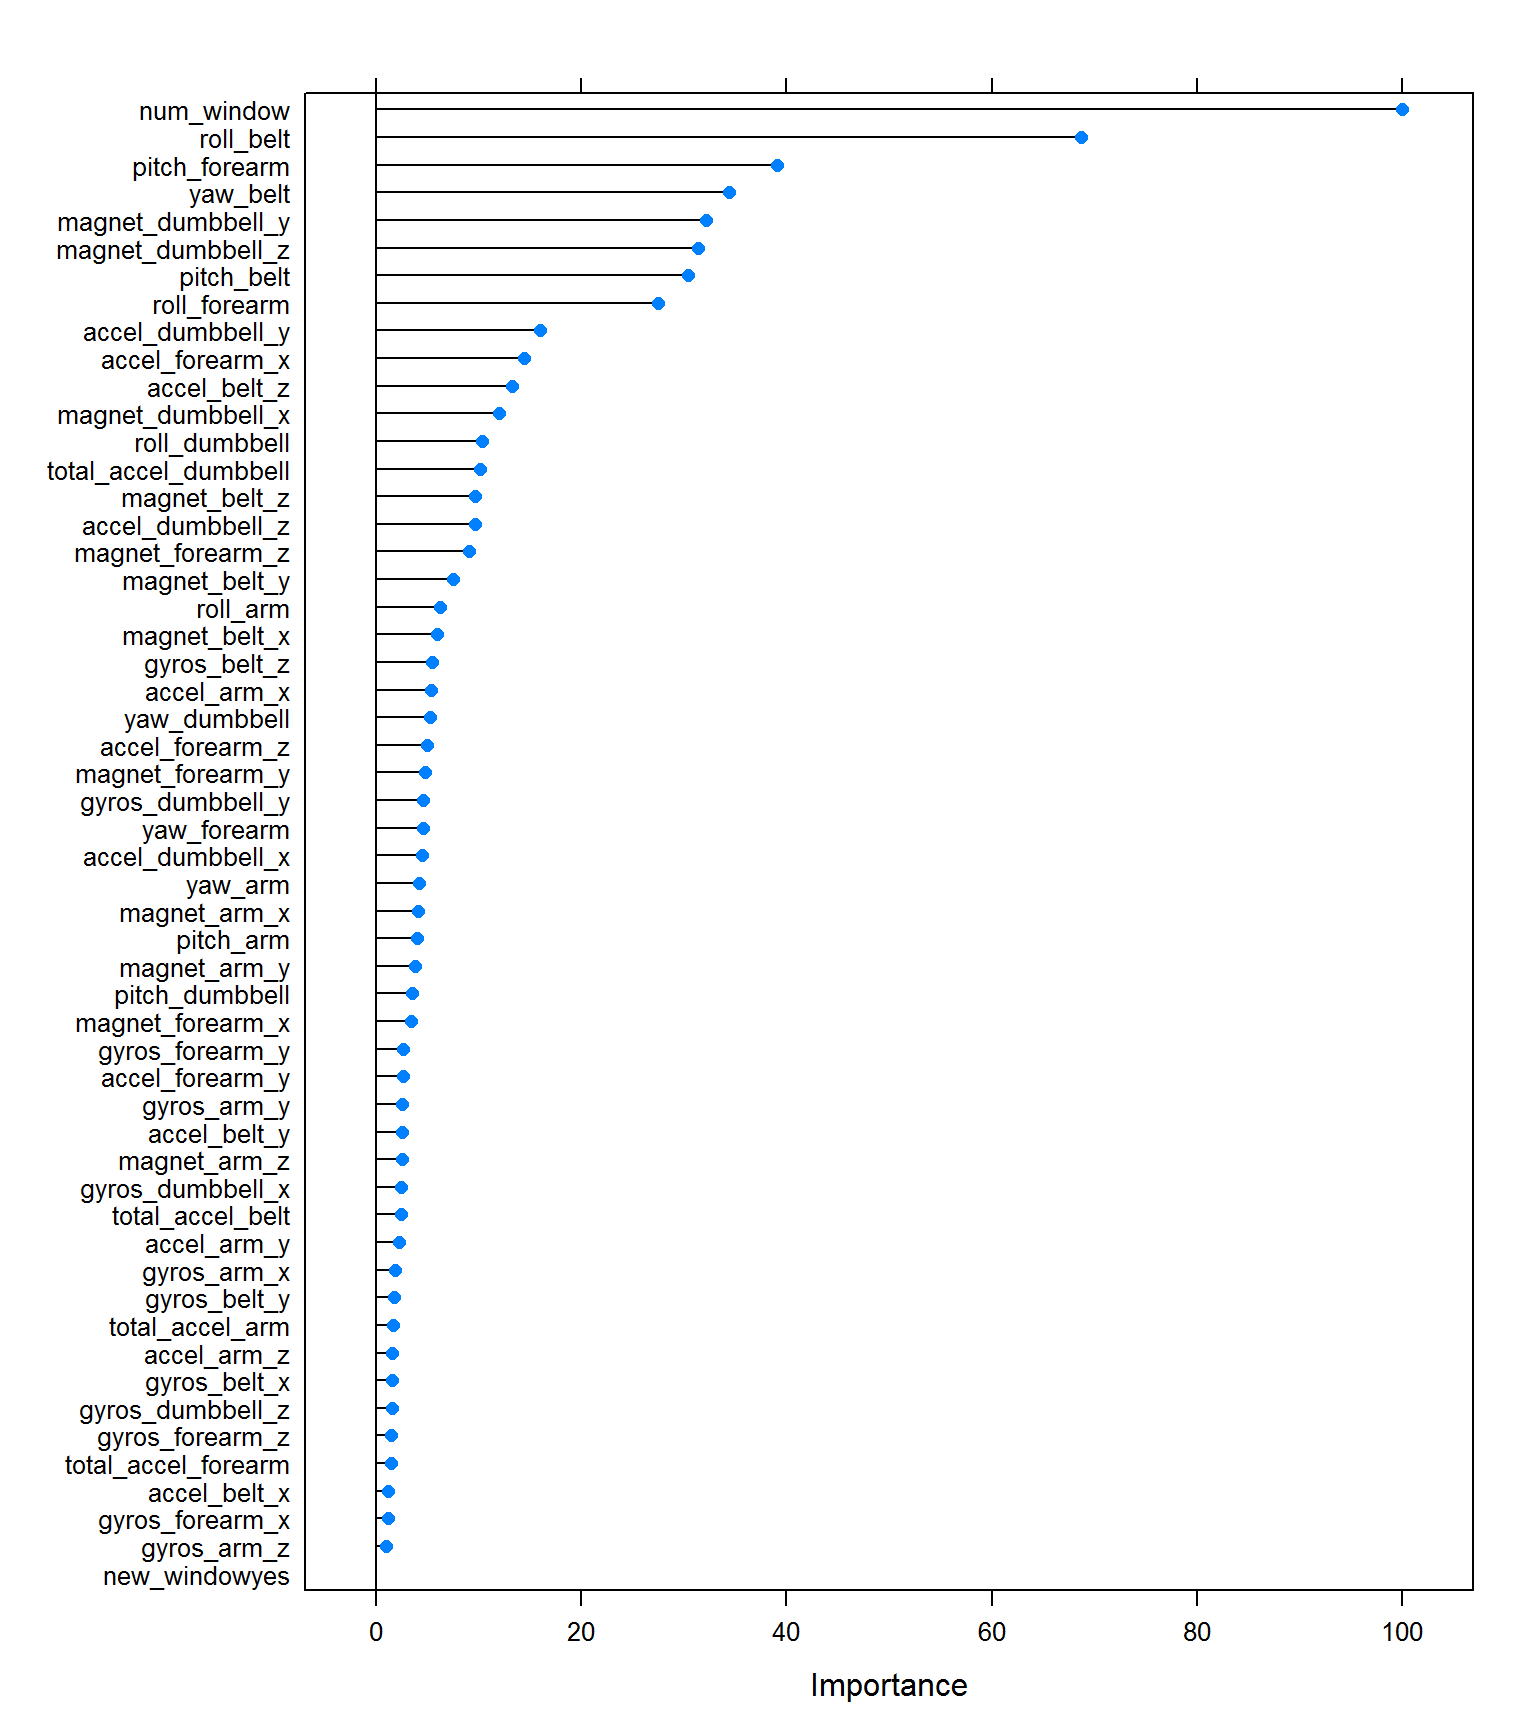 num_window
roll_belt
pitch_forearm
yaw_belt
magnet_dumbbell_y
magnet_dumbbell_z
pitch_belt
roll_forearm
accel_dumbbell_y
accel_forearm_x
accel_belt_z
magnet_dumbbell_x
roll_dumbbell
total_accel_dumbbell
magnet_belt_z
accel_dumbbell_z
magnet_forearm_z
magnet_belt_y
roll_arm
magnet_belt_x
gyros_belt_z
accel_arm_x
yaw_dumbbell
accel_forearm_z
magnet_forearm_y
gyros_dumbbell_y
yaw_forearm
accel_dumbbell_x
yaw_arm
magnet_arm_x
pitch_arm
magnet_arm_y
pitch_dumbbell
magnet_forearm_x
gyros_forearm_y
accel_forearm_y
gyros_arm_y
accel_belt_y
magnet_arm_z
gyros_dumbbell_x
total_accel_belt
accel_arm_y
gyros_arm_x
gyros_belt_y
total_accel_arm
accel_arm_z
gyros_belt_x
gyros_dumbbell_z
gyros_forearm_z
total_accel_forearm
accel_belt_x
gyros_forearm_x
gyros_arm_z
new_windowyes
0 20 40 60 80 100
Importance